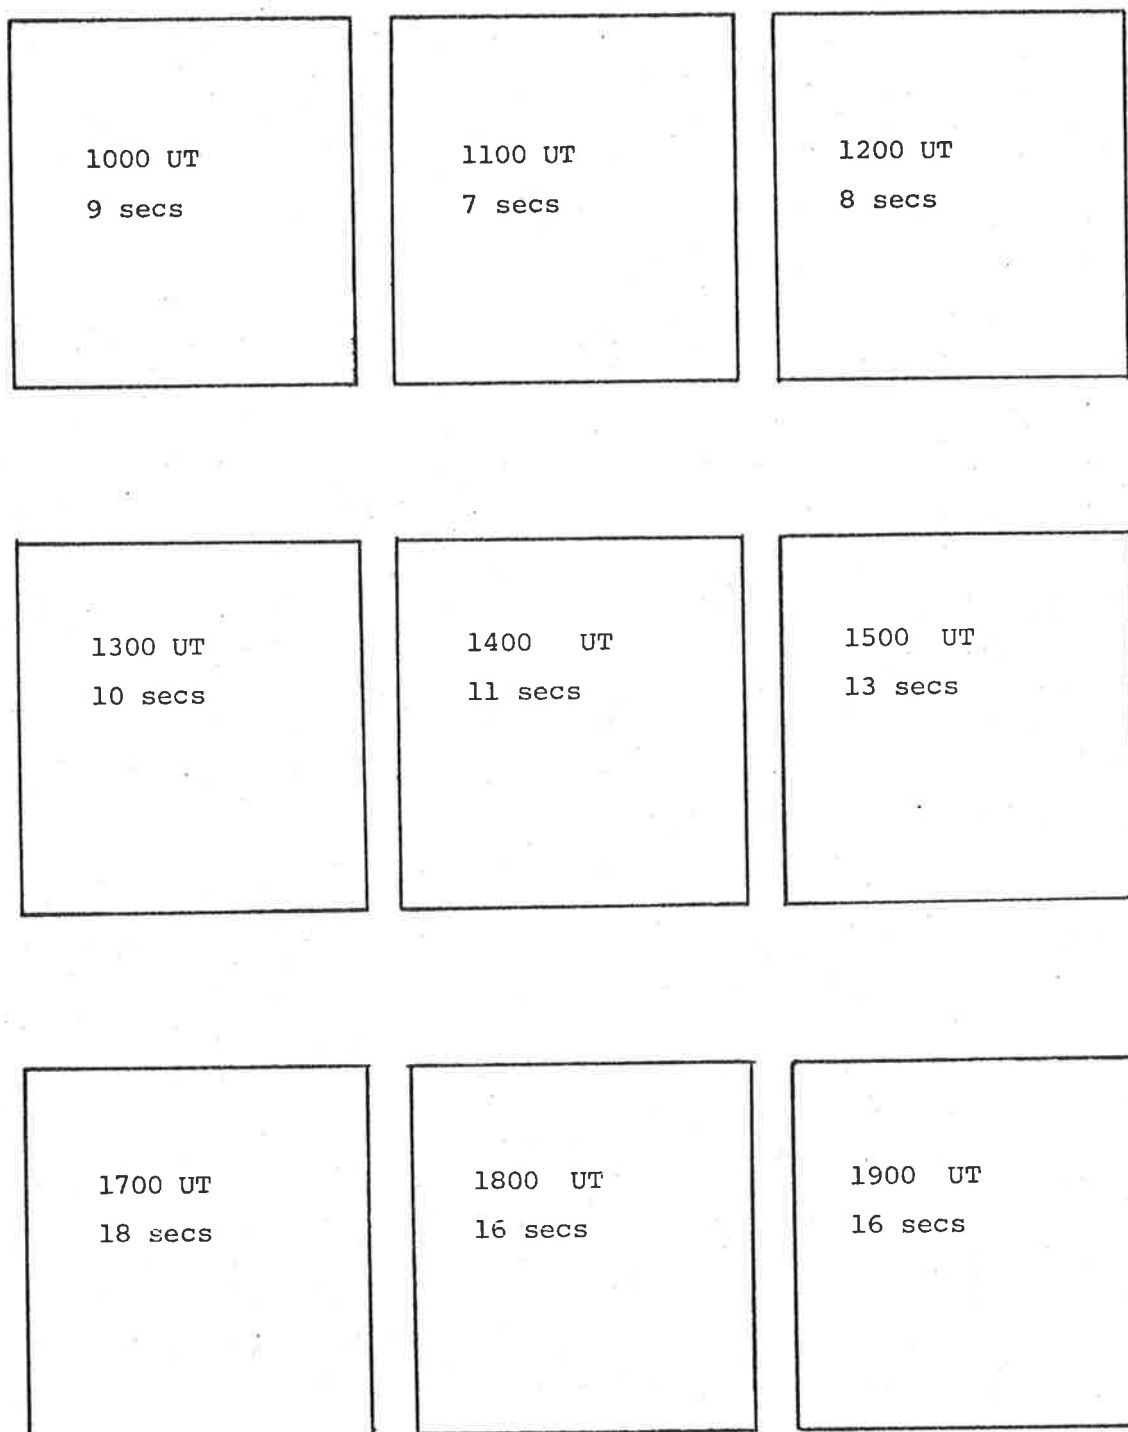 1000 UT
9 secs
1100 UT
7 secs
1200 UT
8 secs
1300 UT
10 secs
1400 UT
11 secs
1500 UT
13 secs
1700 UT
18 secs
1800 UT
16 secs
1900 UT
16 secs